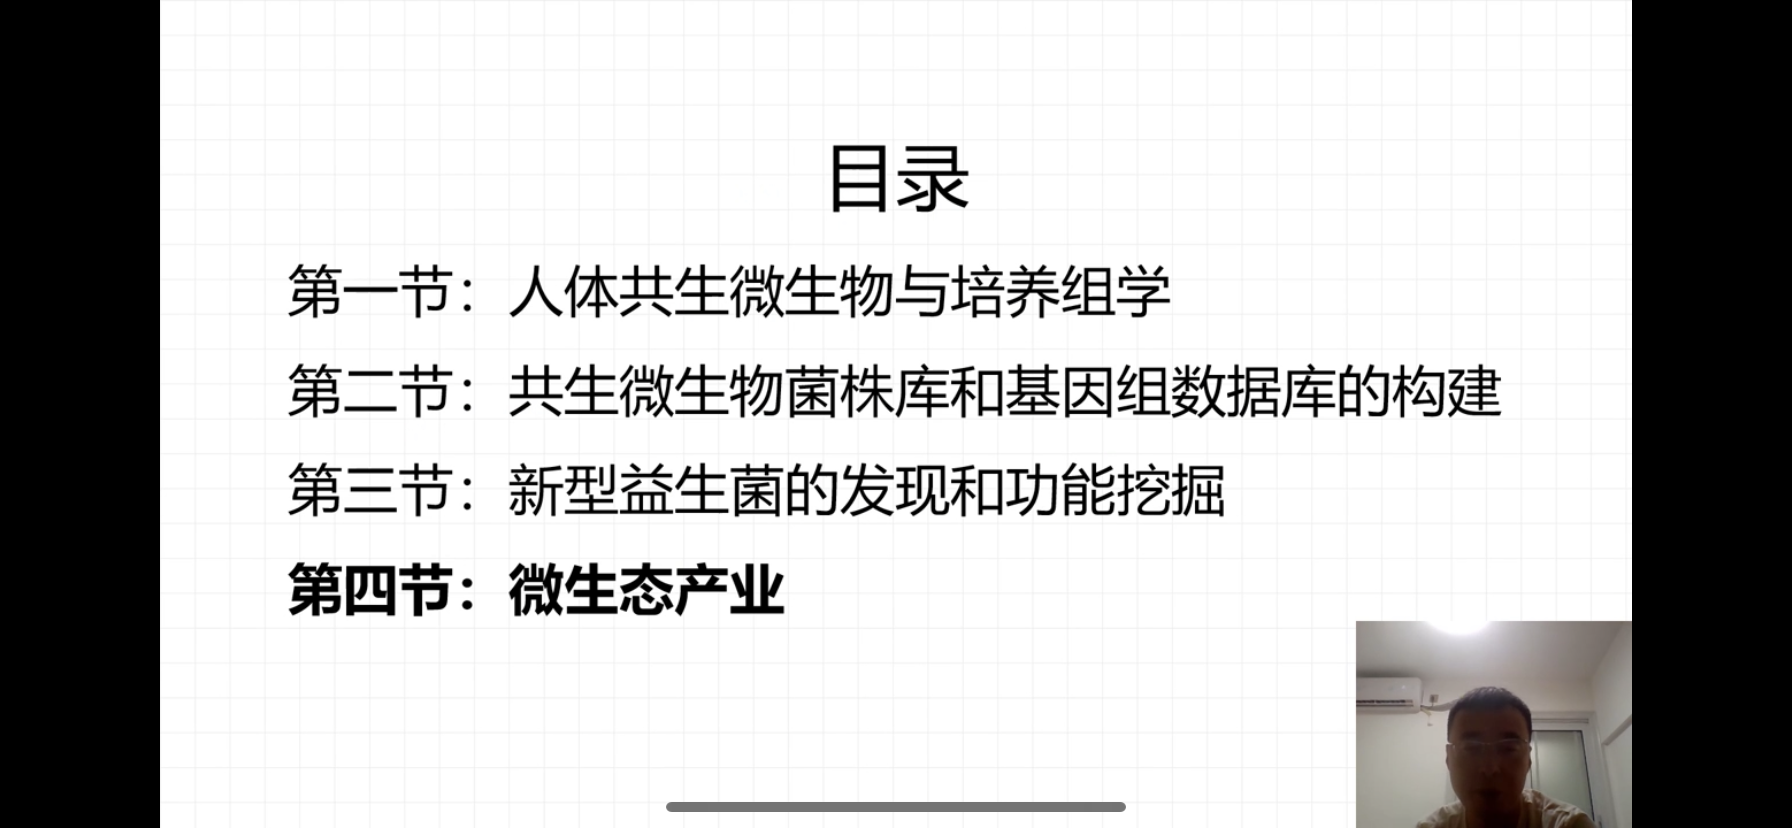 目录
第一节：人体共生微生物与培养组学
第二节：共生微生物菌株库和基因组数据库的构建
第三节：新型益生菌的发现和功能挖掘
第四节：微生态产业